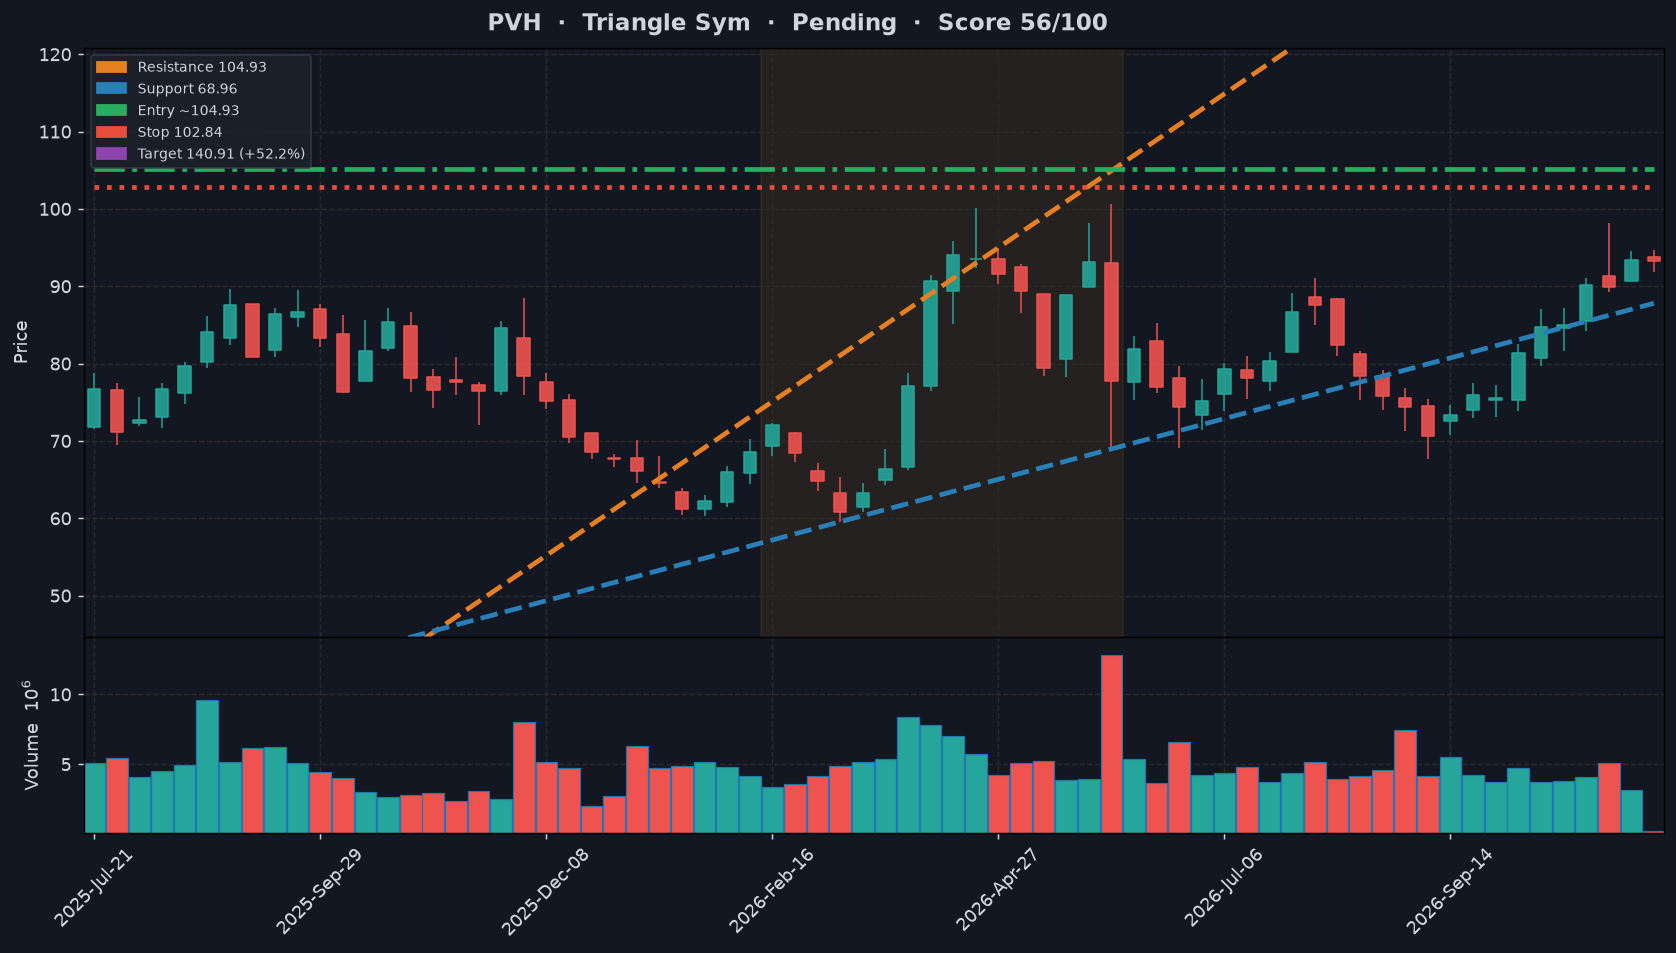 PVH · Triangle Sym · Pending · Score 56/100
Resistance 104.93
Support 68.96
Entry ~104.93
Stop 102.84
Target 140.91 (+52.2%)
Price
120
110
100
90
80
70
60
50
Volume 10⁶
10
5
2025-Jul-21
2025-Sep-29
2025-Dec-08
2026-Feb-16
2026-Apr-27
2026-Jul-06
2026-Sep-14